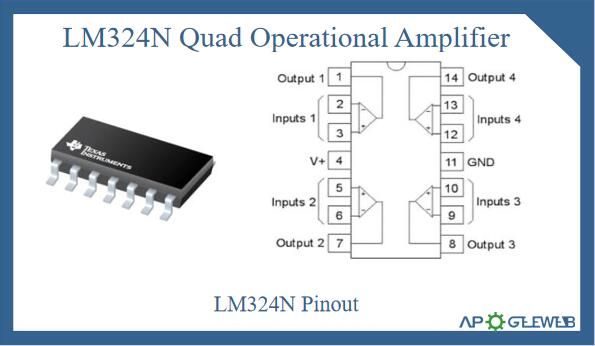 LM324N Quad Operational Amplifier
Output 1 1 14 Output 4
Inputs 1 2 13 Inputs 4
3 12
V+ 4 11 GND
Inputs 2 5 10 Inputs 3
6 9
Output 2 7 8 Output 3
TEXAS
INSTRUMENTS
LM324N Pinout
APOGEEWEB